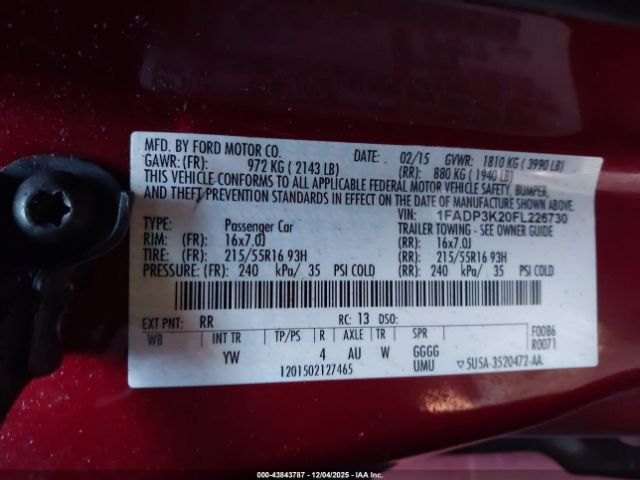 MFD. BY FORD MOTOR CO.
DATE: 02/15 GVWR: 1810 KG ( 3990 LB)
GAWR: (FR): 972 KG ( 2143 LB) (RR): 880 KG ( 1940 LB)
THIS VEHICLE CONFORMS TO ALL APPLICABLE FEDERAL MOTOR VEHICLE SAFETY, BUMPER,
AND THEFT PREVENTION STANDARDS IN EFFECT ON THE DATE OF MANUFACTURE SHOWN ABOVE.
VIN: 1FADP3K20FL226730
TYPE: Passenger Car TRAILER TOWING - SEE OWNER GUIDE
RIM: (FR): 16x7.0J (RR): 16x7.0J
TIRE: (FR): 215/55R16 93H (RR): 215/55R16 93H
PRESSURE: (FR): 240 kPa/ 35 PSI COLD (RR): 240 kPa/ 35 PSI COLD
EXT PNT: RR RC: 13 DSO: F0086
WB INT TR TP/PS R AXLE TR SPR R0071
YW 4 AU W GGGG
1201502127465 UMU ▽5U5A-3520472-AA
00-43843787 - 12/04/2025 - IAA Inc.